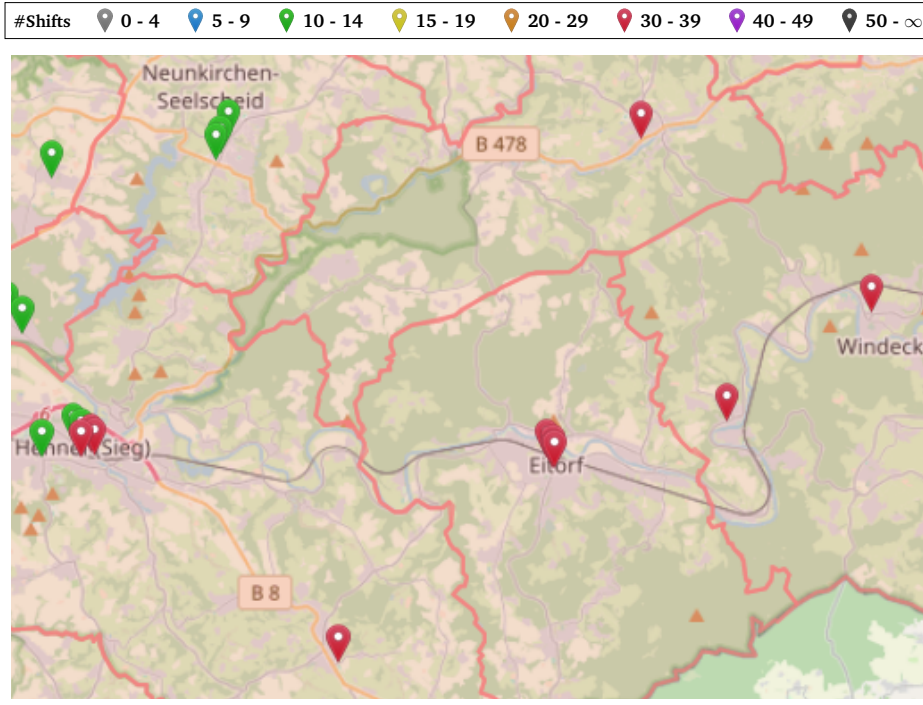 #Shifts 0 - 4 5 - 9 10 - 14 15 - 19 20 - 29 30 - 39 40 - 49 50 - ∞
Neunkirchen-
Seelscheid
B 478
Windeck
(Sieg)
Eitorf
B 8